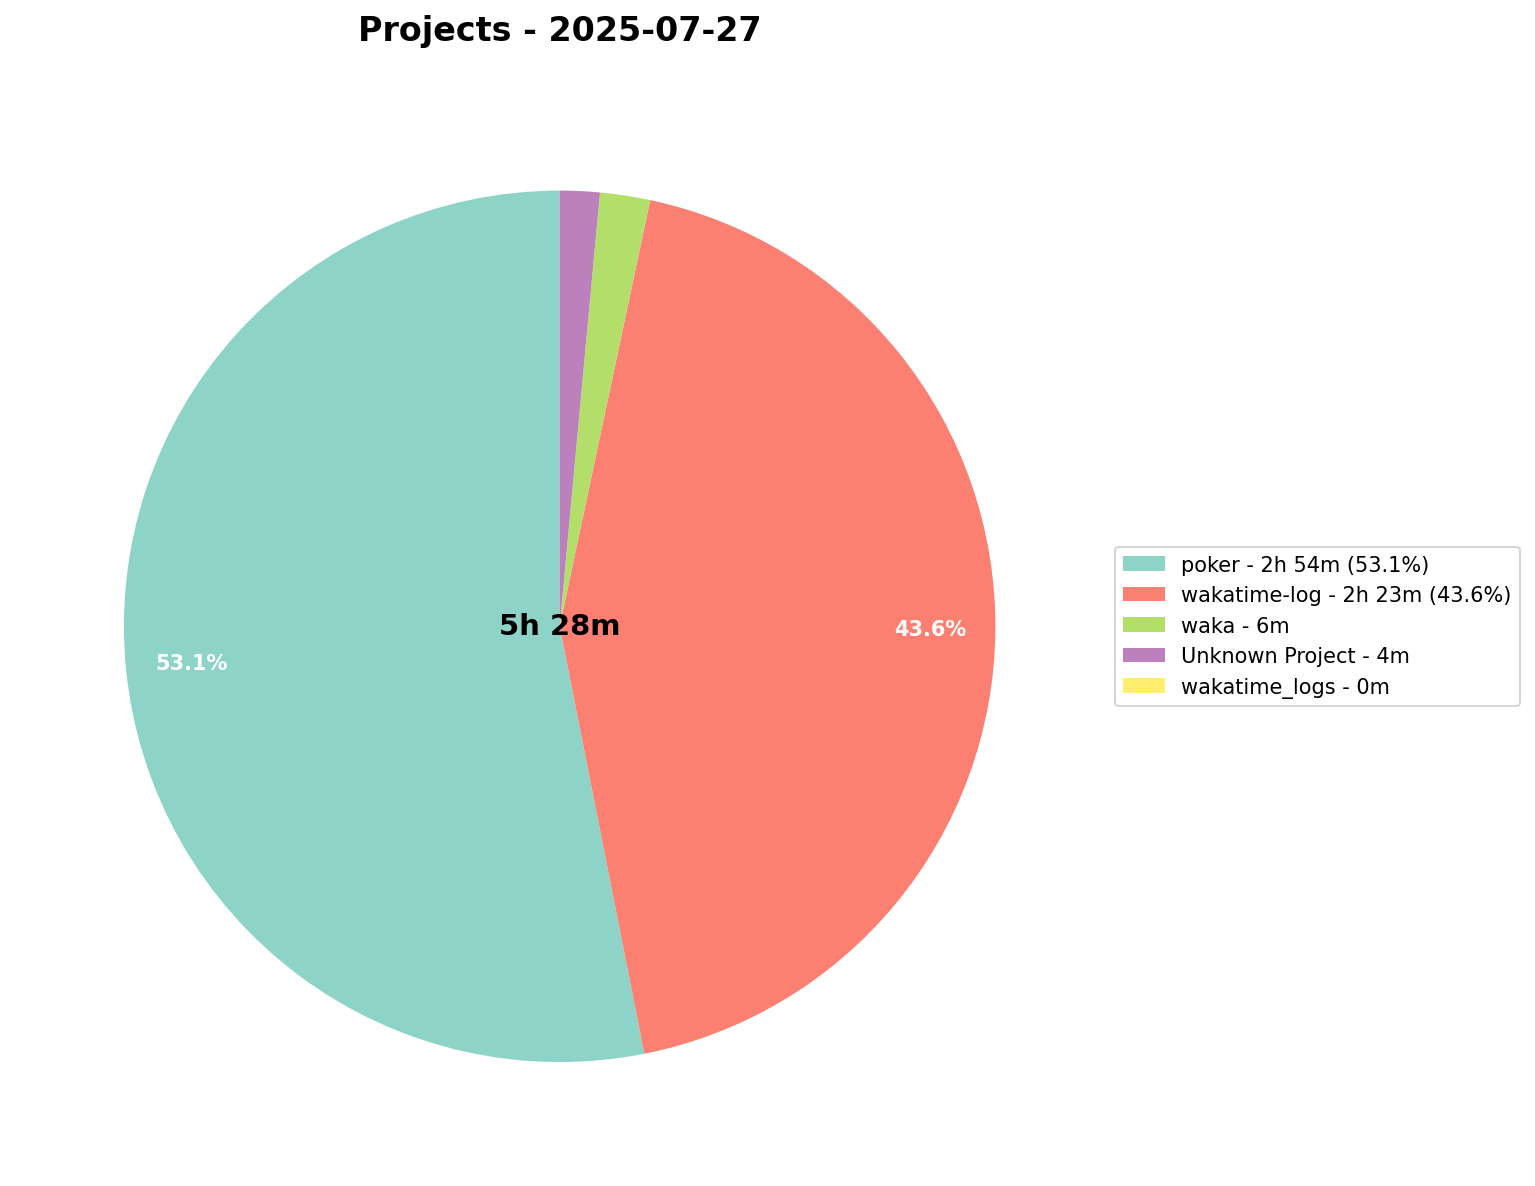 Projects - 2025-07-27
5h 28m
53.1%
43.6%
poker - 2h 54m (53.1%)
wakatime-log - 2h 23m (43.6%)
waka - 6m
Unknown Project - 4m
wakatime_logs - 0m